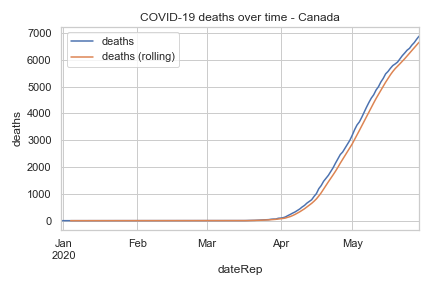 COVID-19 deaths over time - Canada
deaths
deaths (rolling)
7000
6000
5000
4000
3000
2000
1000
0
deaths
Jan Feb Mar Apr May
2020
dateRep